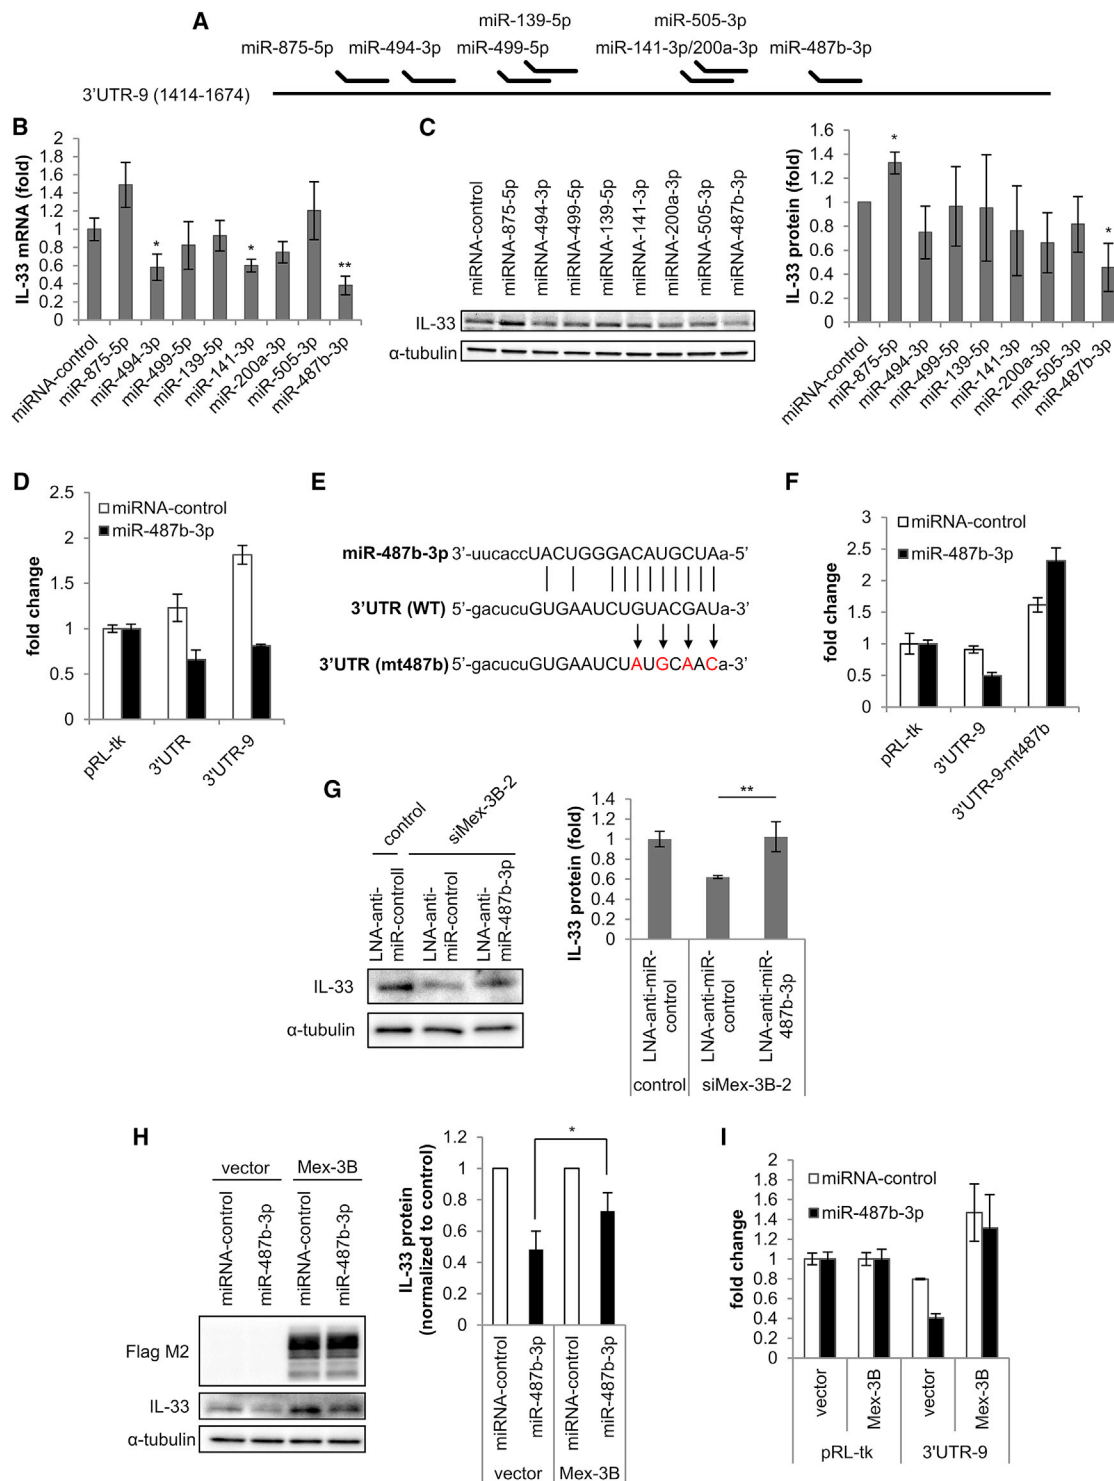 A
miR-139-5p
miR-505-3p
miR-875-5p
miR-494-3p
miR-499-5p
miR-141-3p/200a-3p
miR-487b-3p
3'UTR-9 (1414-1674)
B
IL-33 mRNA (fold)
2
1.8
1.6
1.4
1.2
1
0.8
0.6
0.4
0.2
0
*
*
**
miRNA-control
miR-875-5p
miR-494-3p
miR-499-5p
miR-139-5p
miR-141-3p
miR-200a-3p
miR-505-3p
miR-487b-3p
C
miRNA-control
miRNA-875-5p
miRNA-494-3p
miRNA-499-5p
miRNA-139-5p
miRNA-141-3p
miRNA-200a-3p
miRNA-505-3p
miRNA-487b-3p
IL-33
α-tubulin
IL-33 protein (fold)
1.6
1.4
1.2
1
0.8
0.6
0.4
0.2
0
*
*
miRNA-control
miR-875-5p
miR-494-3p
miR-499-5p
miR-139-5p
miR-141-3p
miR-200a-3p
miR-505-3p
miR-487b-3p
D
fold change
2.5
2
1.5
1
0.5
0
miRNA-control
miR-487b-3p
pRL-tk
3'UTR
3'UTR-9
E
miR-487b-3p 3'-uucaccUACUGGGACAUGCUAa-5'
3'UTR (WT) 5'-gacucuGUGAAUCUGUACGAUa-3'
3'UTR (mt487b) 5'-gacucuGUGAAUCUAUGCAACa-3'
F
fold change
3
2.5
2
1.5
1
0.5
0
miRNA-control
miR-487b-3p
pRL-tk
3'UTR-9
3'UTR-9-mt487b
G
control
siMex-3B-2
LNA-anti-
miR-controll
LNA-anti-
miR-control
LNA-anti-
miR-487b-3p
IL-33
α-tubulin
IL-33 protein (fold)
1.4
1.2
1
0.8
0.6
0.4
0.2
0
**
LNA-anti-miR-
control
LNA-anti-miR-
control
LNA-anti-miR-
487b-3p
control
siMex-3B-2
H
vector
Mex-3B
miRNA-control
miR-487b-3p
miRNA-control
miR-487b-3p
Flag M2
IL-33
α-tubulin
IL-33 protein
(normalized to control)
1.2
1
0.8
0.6
0.4
0.2
0
*
miRNA-control
miR-487b-3p
miRNA-control
miR-487b-3p
vector
Mex-3B
I
fold change
2
1.8
1.6
1.4
1.2
1
0.8
0.6
0.4
0.2
0
miRNA-control
miR-487b-3p
vector
Mex-3B
vector
Mex-3B
pRL-tk
3'UTR-9